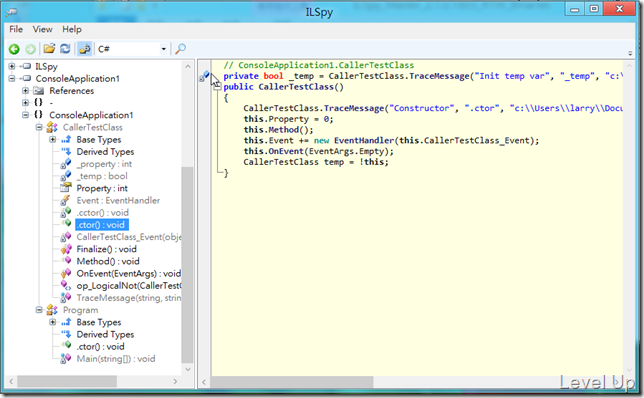 ILSpy
File View Help
C#
ILSpy
ConsoleApplication1
References
{ } -
{ } ConsoleApplication1
CallerTestClass
Base Types
Derived Types
_property : int
_temp : bool
Property : int
Event : EventHandler
.cctor() : void
.ctor() : void
CallerTestClass_Event(obje
Finalize() : void
Method() : void
OnEvent(EventArgs) : void
op_LogicalNot(CallerTestC
TraceMessage(string, strin
Program
Base Types
Derived Types
.ctor() : void
Main(string[]) : void
// ConsoleApplication1.CallerTestClass
private bool _temp = CallerTestClass.TraceMessage("Init temp var", "_temp", "c:\
public CallerTestClass()
{
CallerTestClass.TraceMessage("Constructor", ".ctor", "c:\\Users\\larry\\Docu
this.Property = 0;
this.Method();
this.Event += new EventHandler(this.CallerTestClass_Event);
this.OnEvent(EventArgs.Empty);
CallerTestClass temp = !this;
}
Level Up